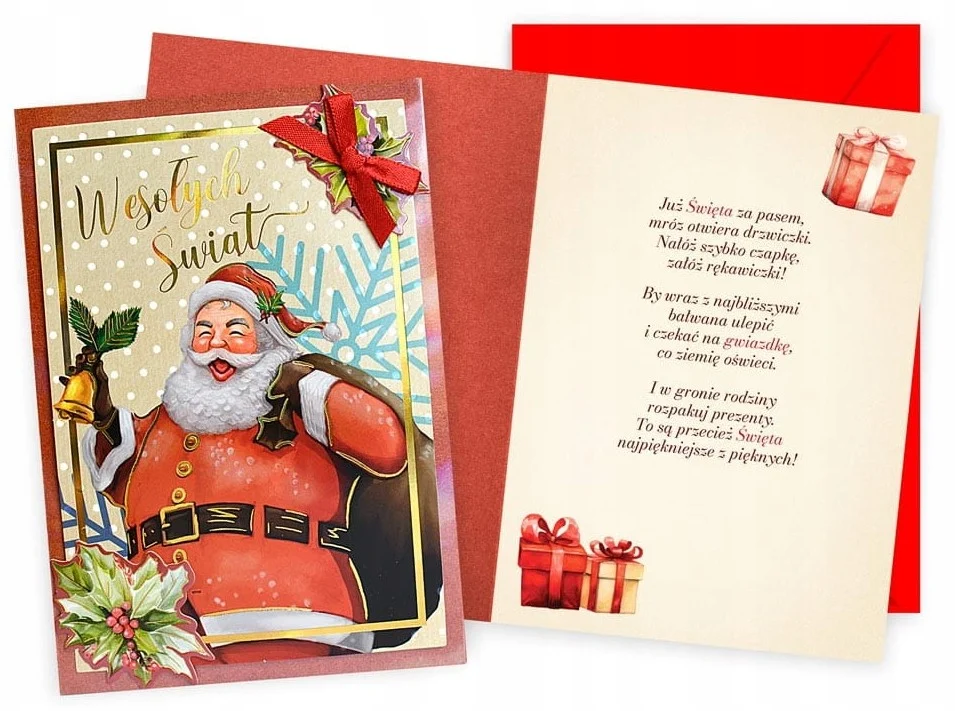 Wesołych
Świąt
Już Święta za pasem,
mróz otwiera drzwiczki.
Nałóż szybko czapkę,
załóż rękawiczki!
By wraz z najbliższymi
bałwana ulepić
i czekać na gwiazdkę,
co ziemię oświeci.
I w gronie rodziny
rozpakuj prezenty.
To są przecież Święta
najpiękniejsze z pięknych!